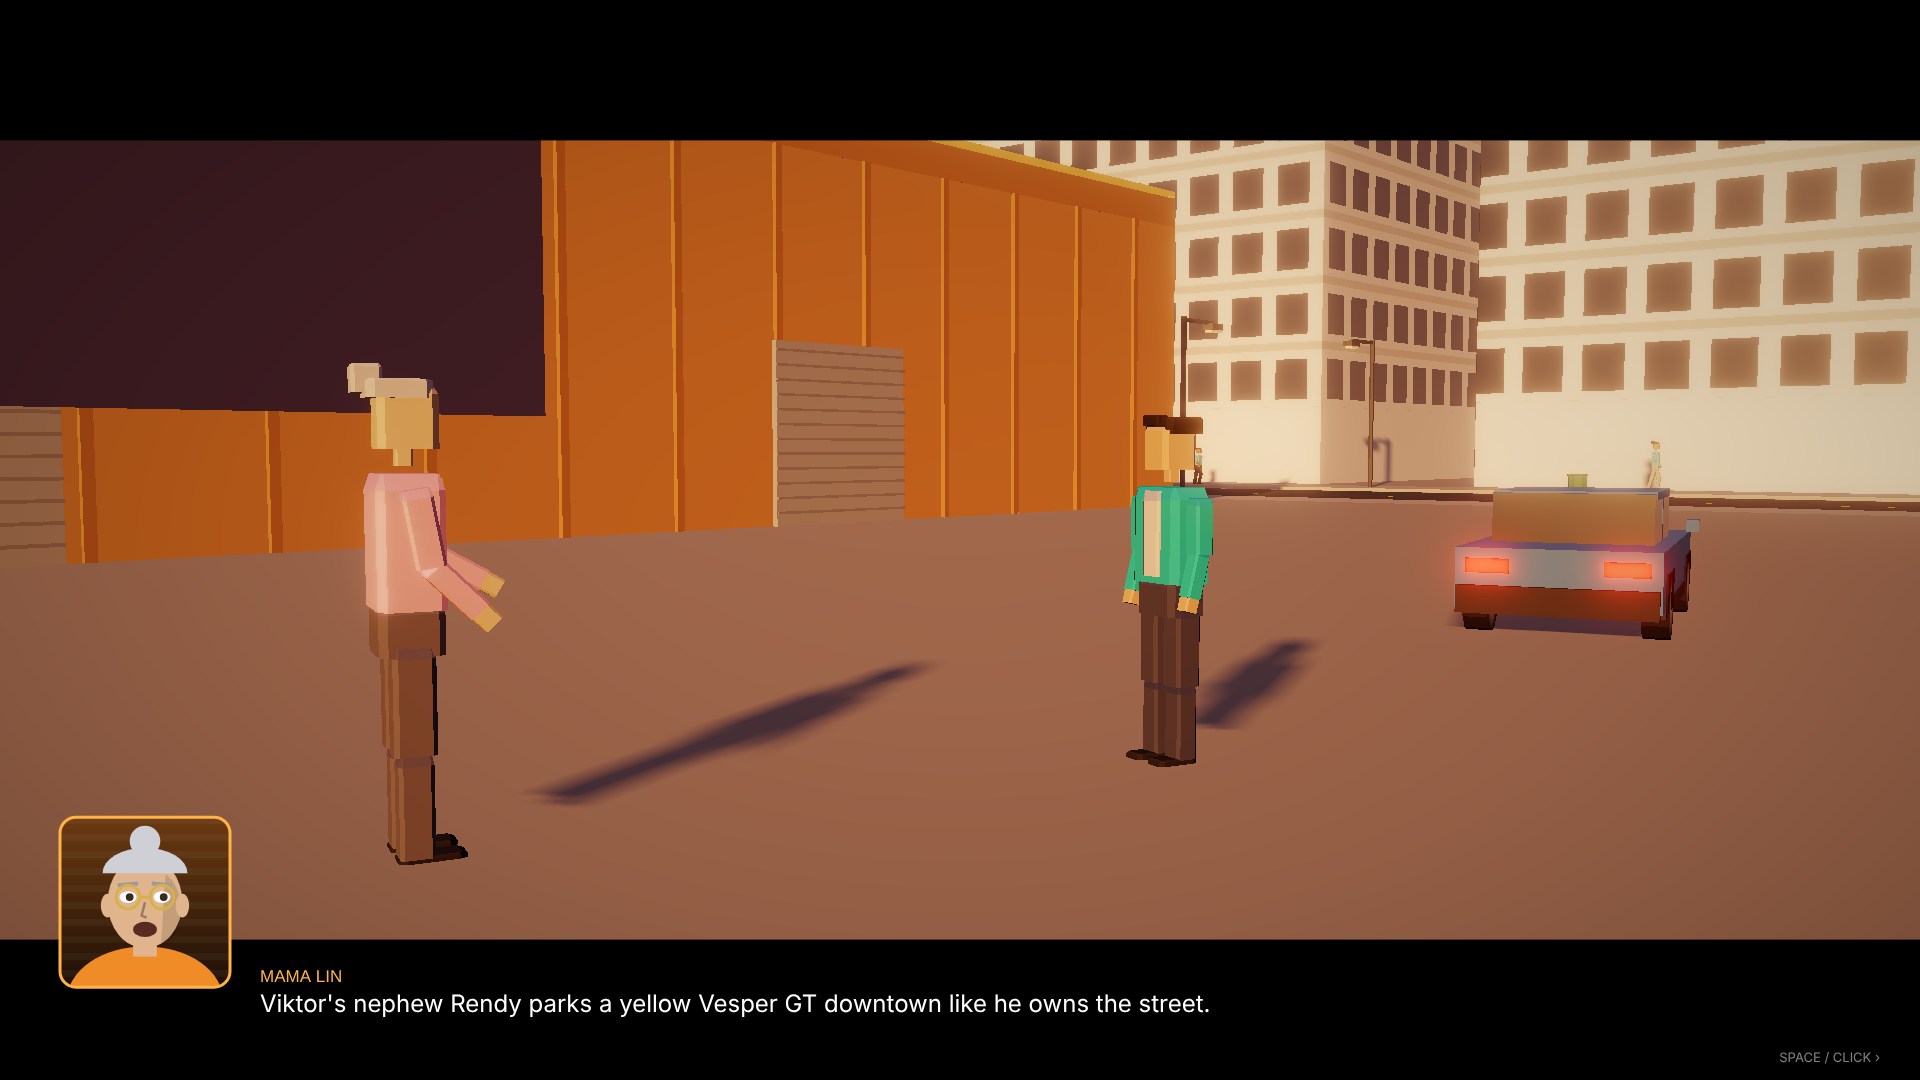 MAMA LIN
Viktor's nephew Rendy parks a yellow Vesper GT downtown like he owns the street.
SPACE / CLICK ›